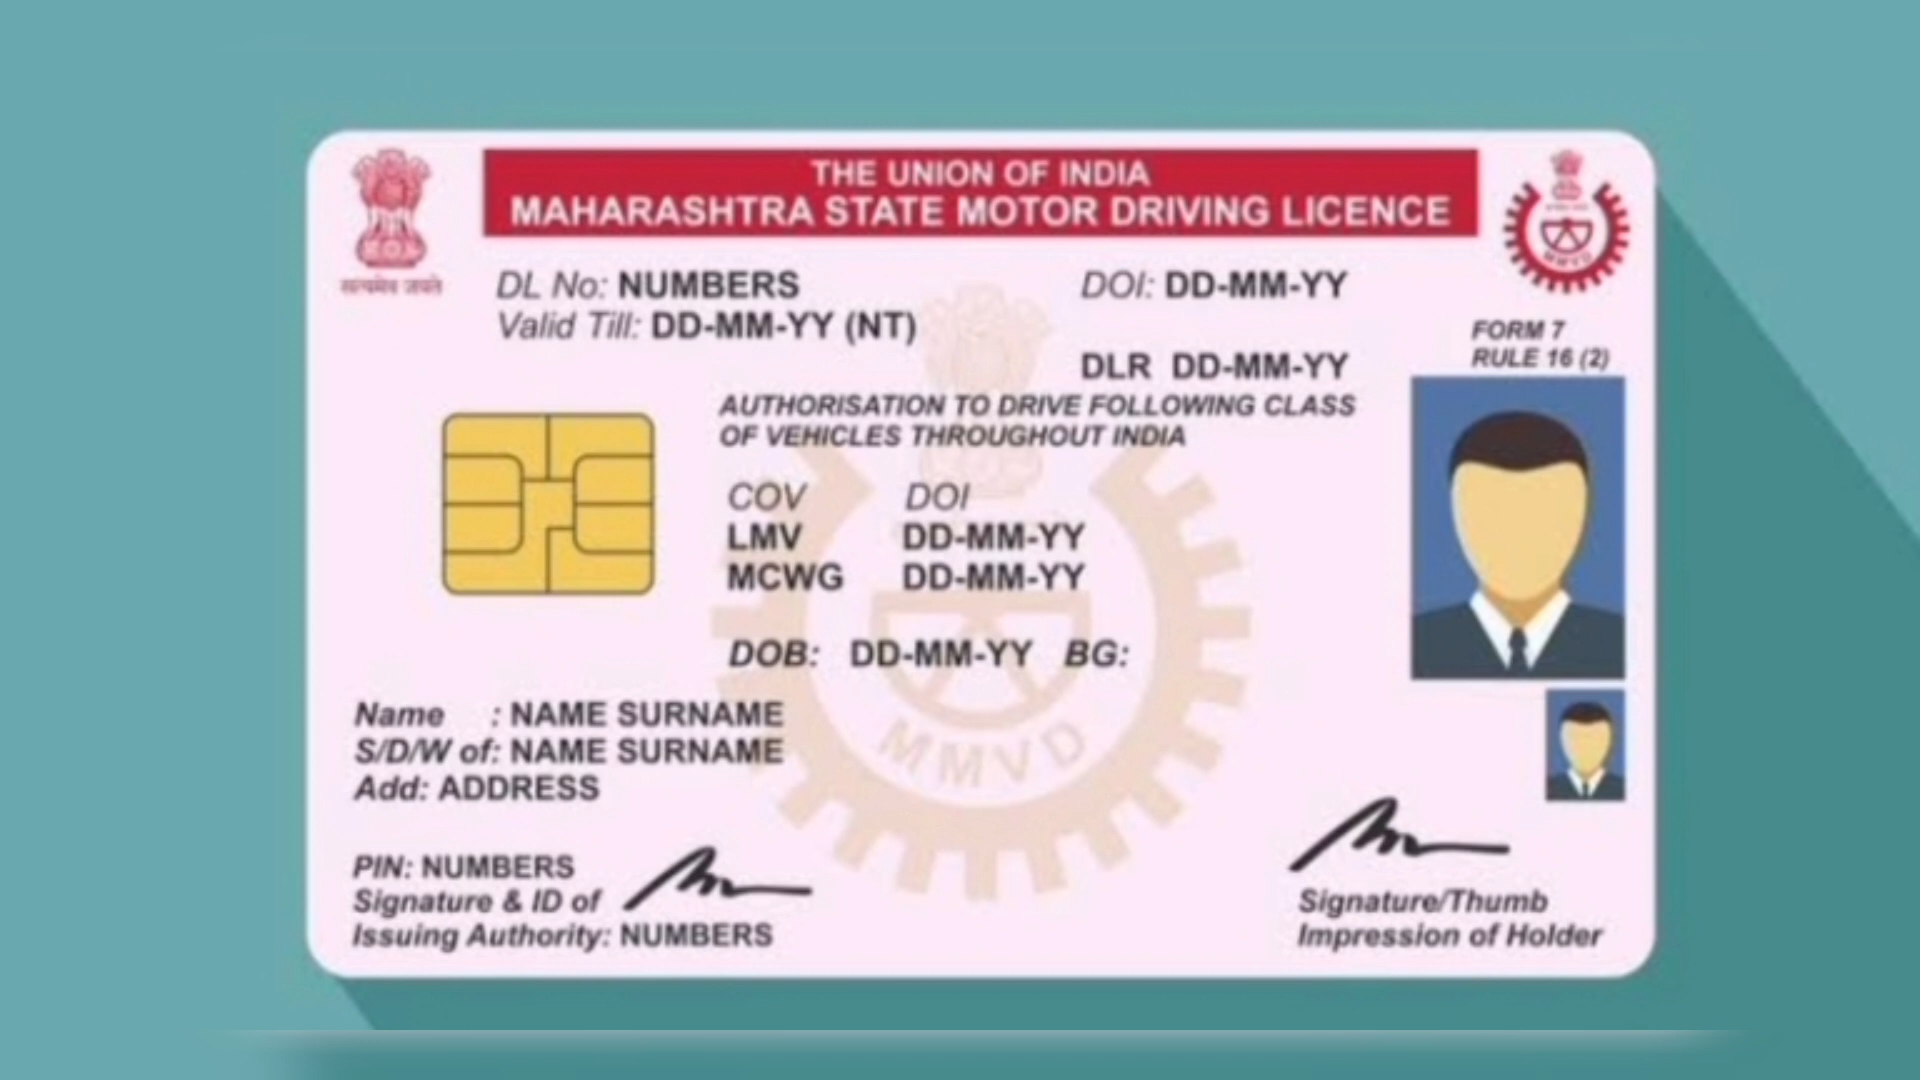 THE UNION OF INDIA
MAHARASHTRA STATE MOTOR DRIVING LICENCE
सत्यमेव जयते
MMVD
DL No: NUMBERS DOI: DD-MM-YY
Valid Till: DD-MM-YY (NT)
FORM 7
RULE 16 (2)
DLR DD-MM-YY
AUTHORISATION TO DRIVE FOLLOWING CLASS
OF VEHICLES THROUGHOUT INDIA
COV DOI
LMV DD-MM-YY
MCWG DD-MM-YY
DOB: DD-MM-YY BG:
MMVD
Name : NAME SURNAME
S/D/W of: NAME SURNAME
Add: ADDRESS
PIN: NUMBERS
Signature & ID of
Issuing Authority: NUMBERS
Signature/Thumb
Impression of Holder